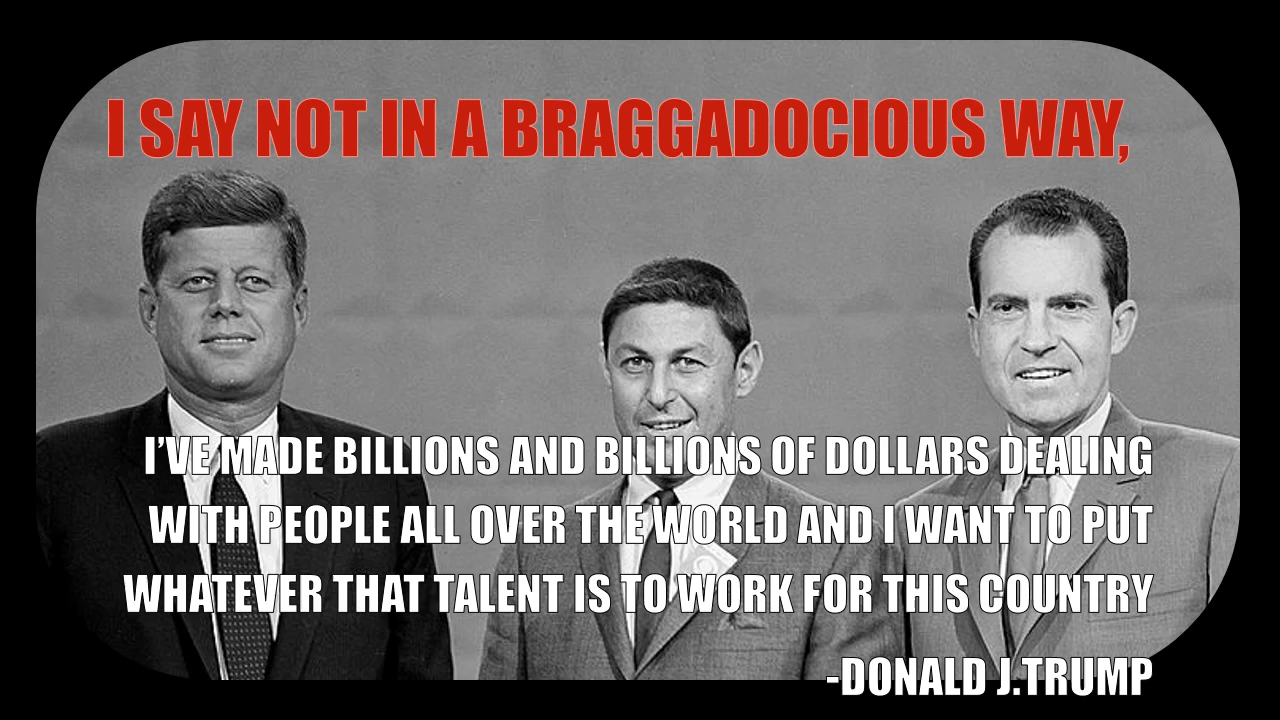 I SAY NOT IN A BRAGGADOCIOUS WAY,
I’VE MADE BILLIONS AND BILLIONS OF DOLLARS DEALING
WITH PEOPLE ALL OVER THE WORLD AND I WANT TO PUT
WHATEVER THAT TALENT IS TO WORK FOR THIS COUNTRY
-DONALD J.TRUMP